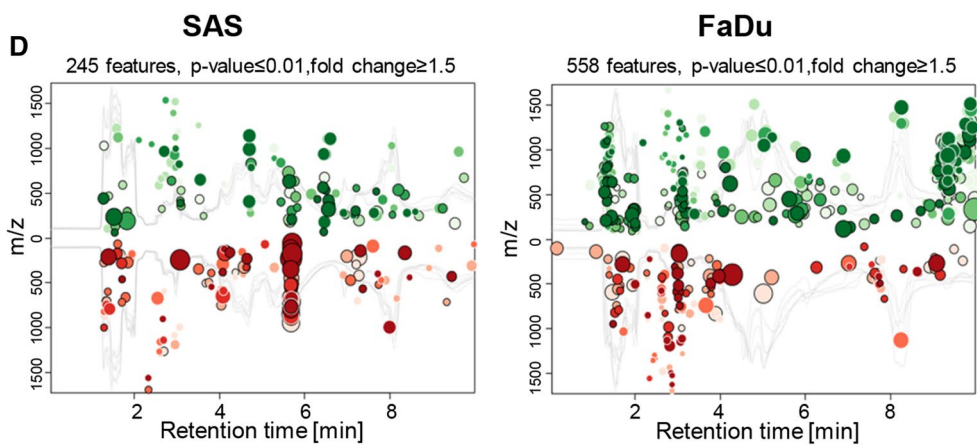 D
SAS
245 features, p-value≤0.01,fold change≥1.5
m/z
1500
1000
500
0
500
1000
1500
2
4
6
8
Retention time [min]
FaDu
558 features, p-value≤0.01,fold change≥1.5
m/z
1500
1000
500
0
500
1000
1500
2
4
6
8
Retention time [min]